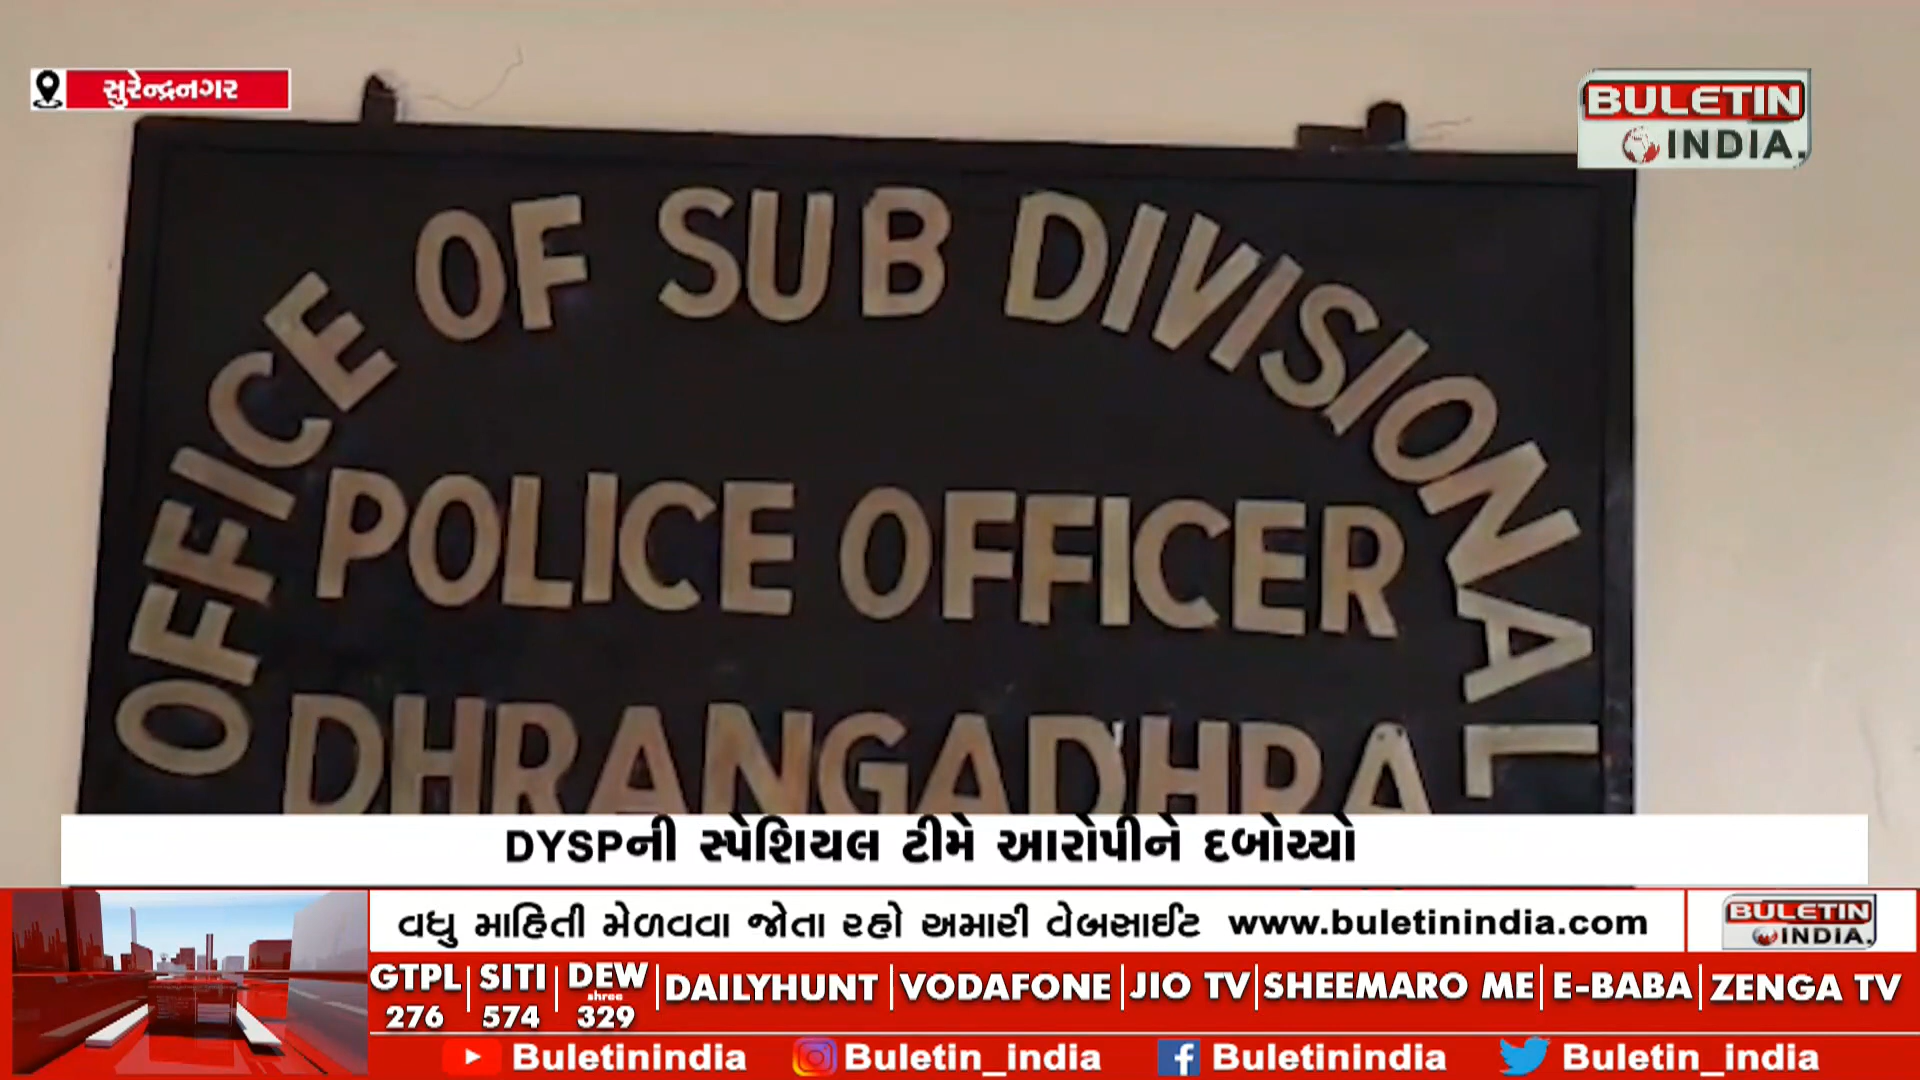 સુરેન્દ્રનગર
BULETIN
INDIA.
OFFICE OF SUB DIVISIONAL
POLICE OFFICER
DHRANGADHRA
DYSPની સ્પેશિયલ ટીમે આરોપીને દબોચ્યો
વધુ માહિતી મેળવવા જોતા રહો અમારી વેબસાઈટ www.buletinindia.com
BULETIN
INDIA.
GTPL 276 | SITI 574 | DEW shree 329 | DAILYHUNT | VODAFONE | JIO TV | SHEEMARO ME | E-BABA | ZENGA TV
Buletinindia Buletin_india Buletinindia Buletin_india